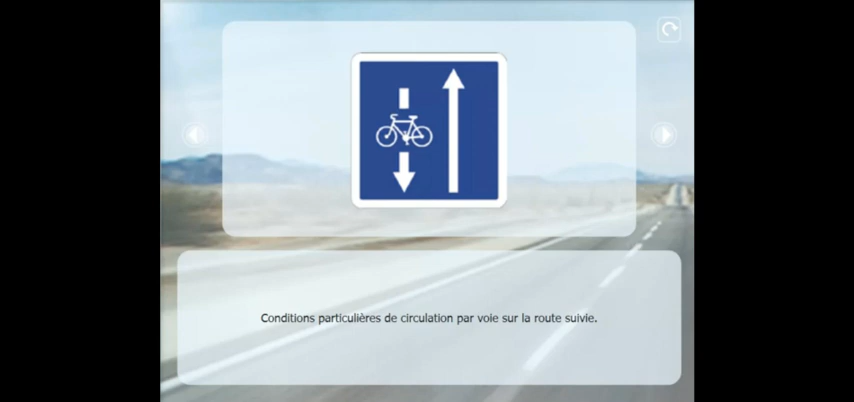 Conditions particulières de circulation par voie sur la route suivie.